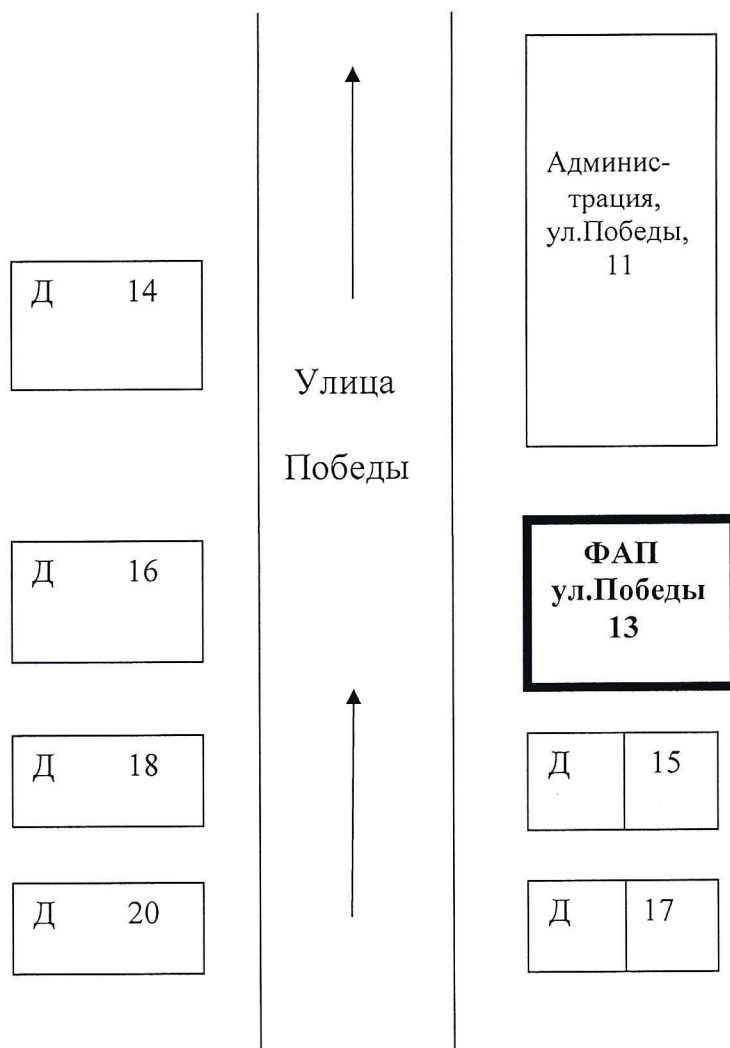 Админис-
трация,
ул.Победы,
11
Д 14
Улица
Победы
Д 16
ФАП
ул.Победы
13
Д 18
Д 15
Д 20
Д 17